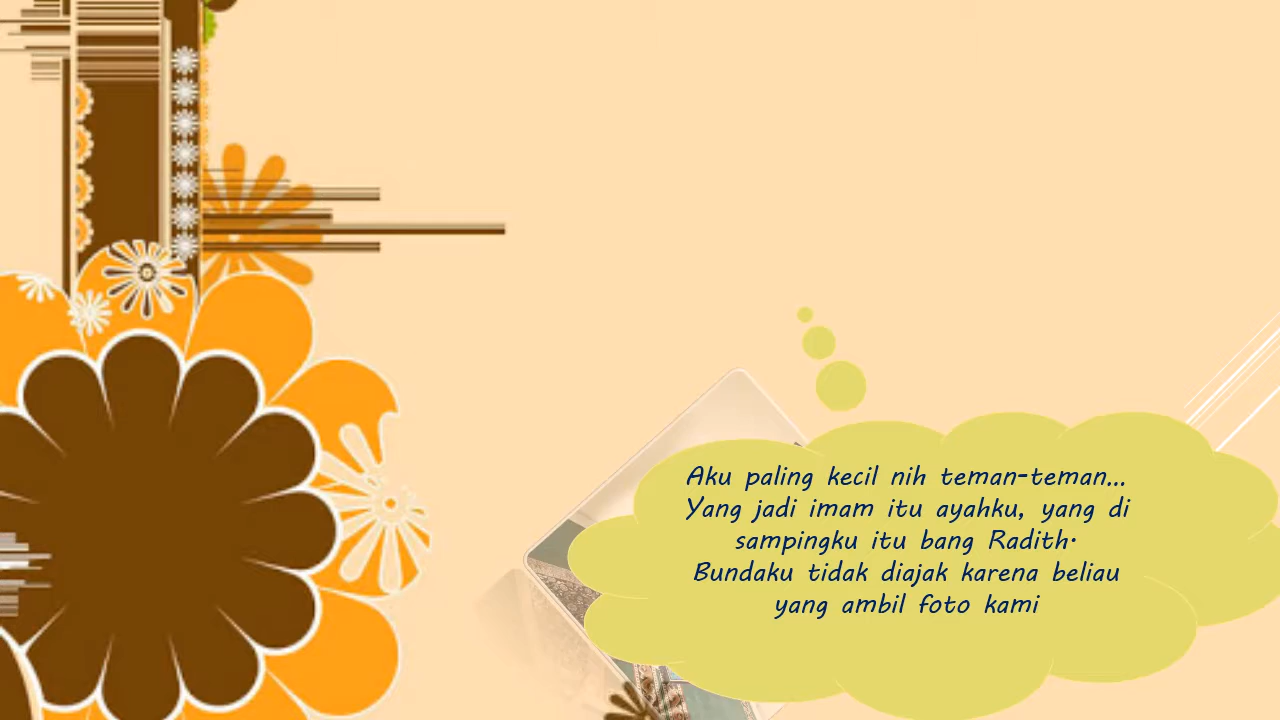 Aku paling kecil nih teman-teman...
Yang jadi imam itu ayahku, yang di
sampingku itu bang Radith.
Bundaku tidak diajak karena beliau
yang ambil foto kami